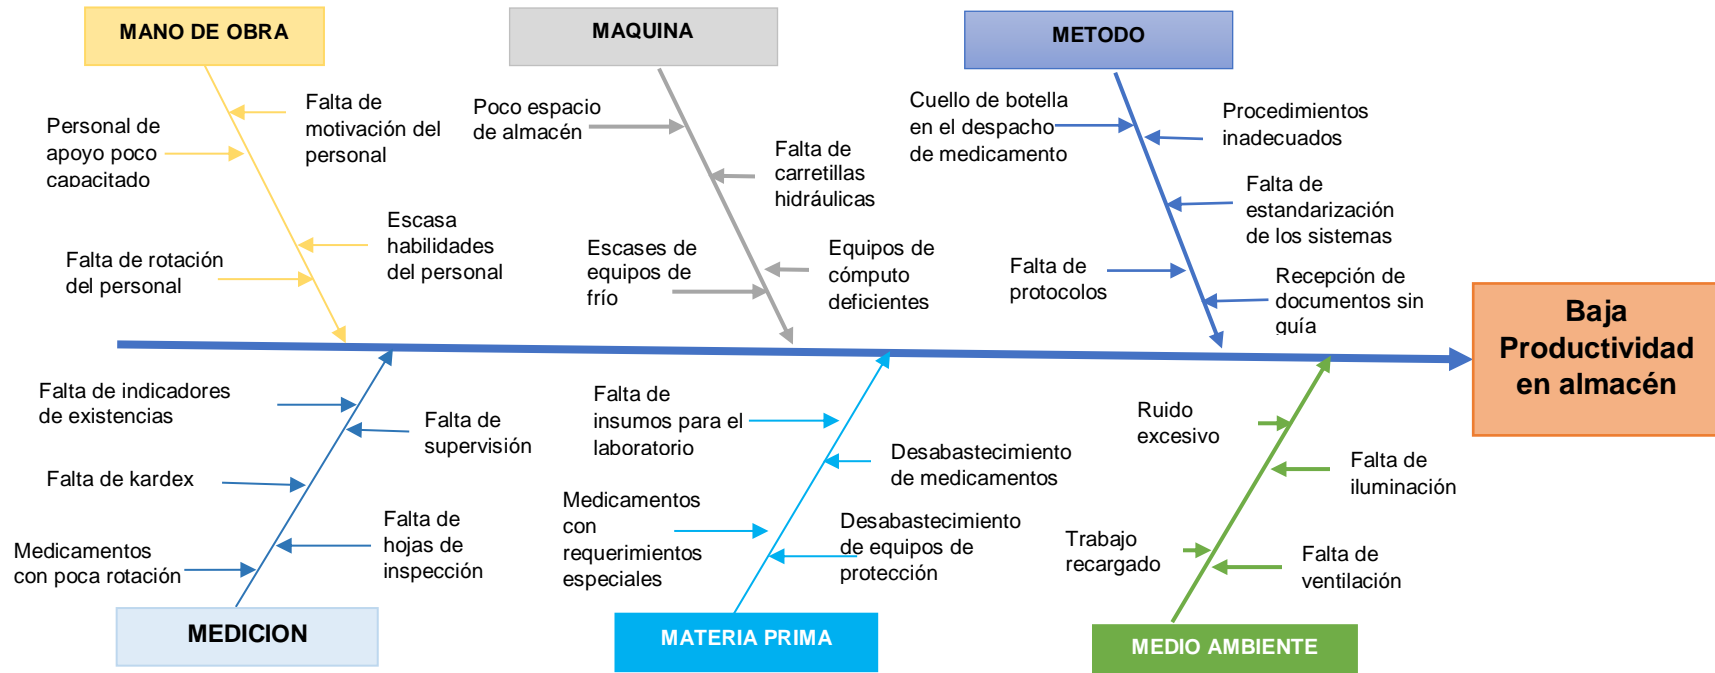 MANO DE OBRA
MAQUINA
METODO
Falta de
motivación del
personal
Personal de
apoyo poco
capacitado
Escasa
habilidades
del personal
Falta de rotación
del personal
Poco espacio
de almacén
Falta de
carretillas
hidráulicas
Escases de
equipos de
frío
Equipos de
cómputo
deficientes
Cuello de botella
en el despacho
de medicamento
Procedimientos
inadecuados
Falta de
estandarización
de los sistemas
Falta de
protocolos
Recepción de
documentos sin
guía
Baja
Productividad
en almacén
Falta de indicadores
de existencias
Falta de
supervisión
Falta de kardex
Falta de
hojas de
inspección
Medicamentos
con poca rotación
Falta de
insumos para el
laboratorio
Desabastecimiento
de medicamentos
Medicamentos
con
requerimientos
especiales
Desabastecimiento
de equipos de
protección
Ruido
excesivo
Falta de
iluminación
Trabajo
recargado
Falta de
ventilación
MEDICION
MATERIA PRIMA
MEDIO AMBIENTE